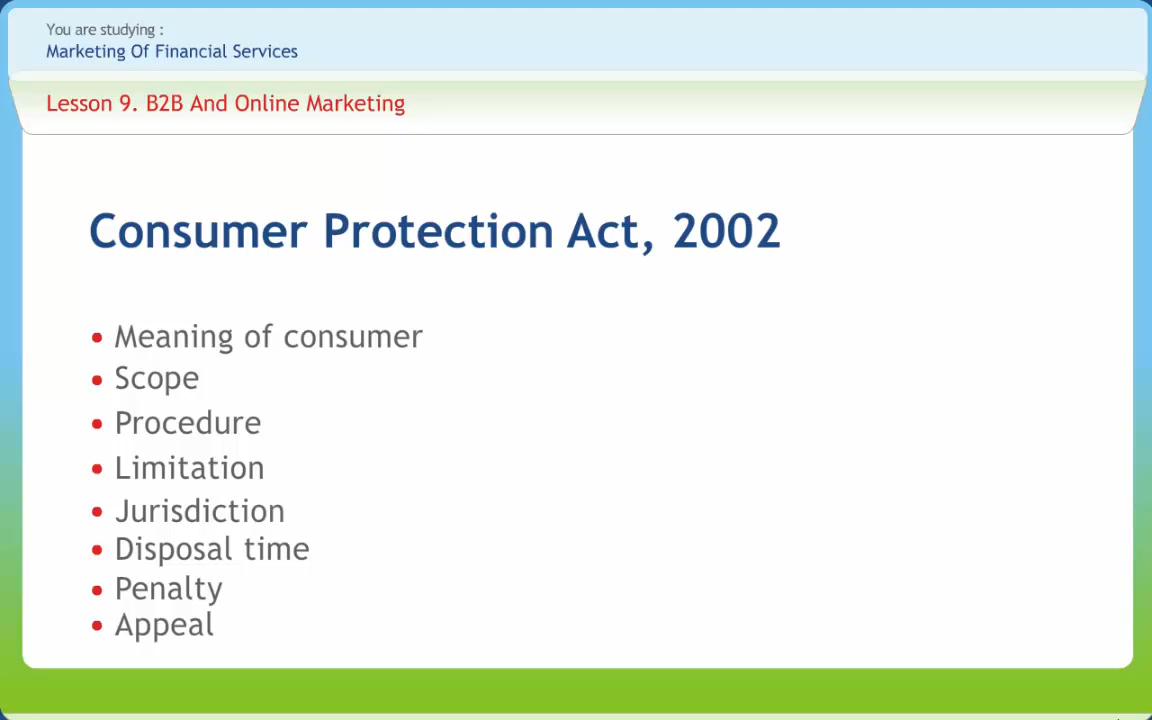 You are studying :
Marketing Of Financial Services
Lesson 9. B2B And Online Marketing
Consumer Protection Act, 2002
• Meaning of consumer
• Scope
• Procedure
• Limitation
• Jurisdiction
• Disposal time
• Penalty
• Appeal